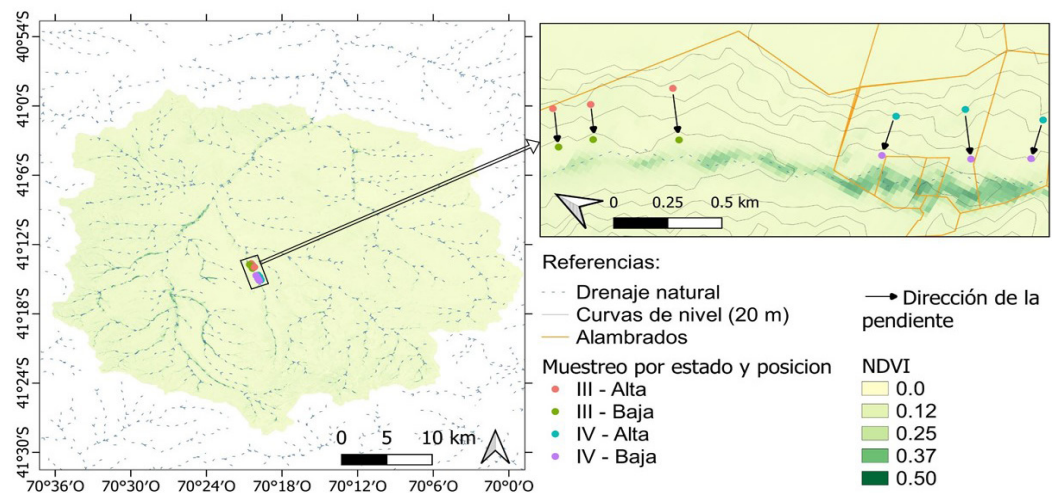 40°54'S
41°0'S
41°6'S
41°12'S
41°18'S
41°24'S
41°30'S
0 5 10 km
70°36'O 70°24'O 70°18'O 70°12'O 70°6'O 70°0'O
0 0.25 0.5 km
Referencias:
Drenaje natural
Curvas de nivel (20 m)
Alambrados
Dirección de la
pendiente
Muestreo por estado y posicion
III - Alta
III - Baja
IV - Alta
IV - Baja
NDVI
0.0
0.12
0.25
0.37
0.50